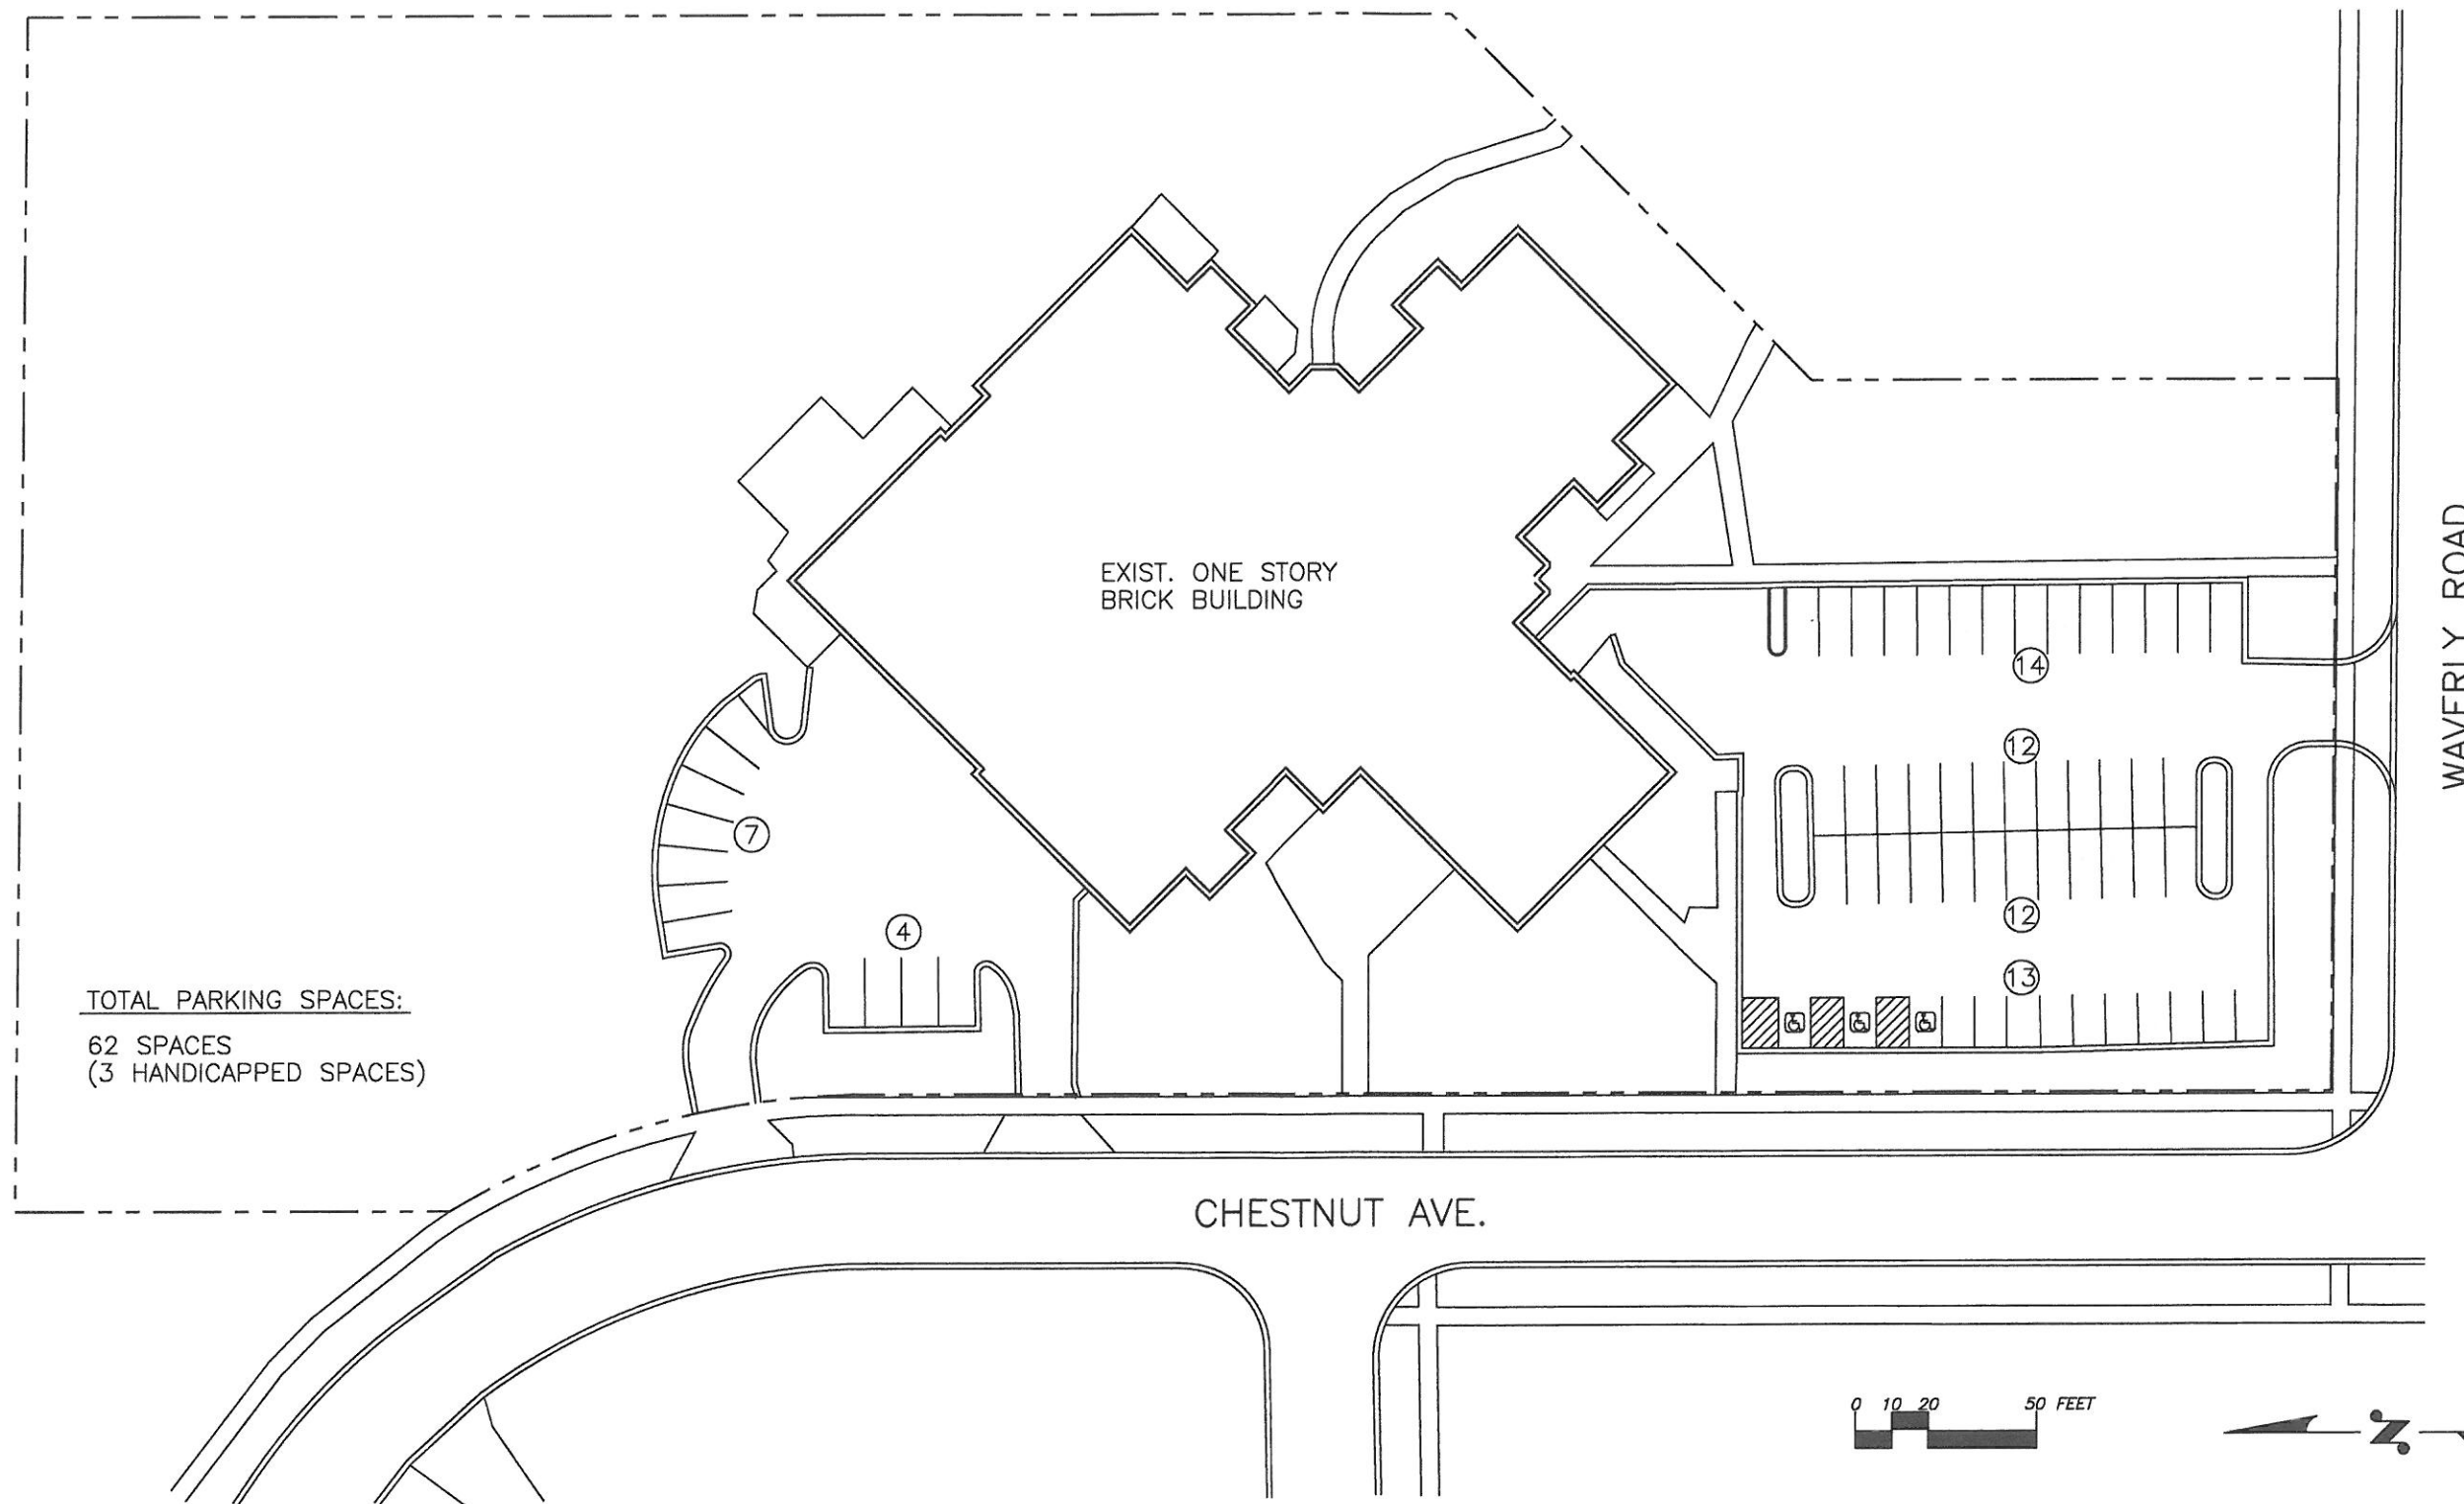 EXIST. ONE STORY
BRICK BUILDING
WAVERLY ROAD
14
12
7
12
4
13
TOTAL PARKING SPACES:
62 SPACES
(3 HANDICAPPED SPACES)
CHESTNUT AVE.
0 10 20 50 FEET
N